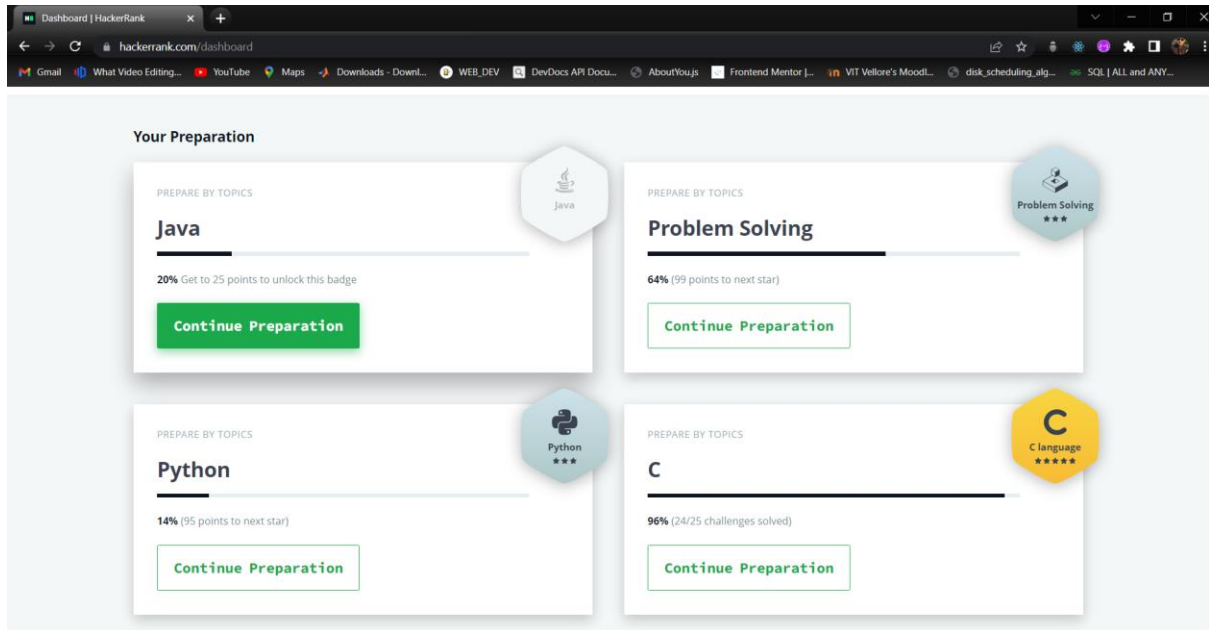 Dashboard | HackerRank
hackerrank.com/dashboard
Gmail What Video Editing... YouTube Maps Downloads - Downl... WEB_DEV DevDocs API Docu... AboutYou.js Frontend Mentor |... VIT Vellore's Moodl... disk_scheduling_alg... SQL | ALL and ANY...
Your Preparation
PREPARE BY TOPICS
Java
Java
20% Get to 25 points to unlock this badge
Continue Preparation
PREPARE BY TOPICS
Problem Solving
Problem Solving
64% (99 points to next star)
Continue Preparation
PREPARE BY TOPICS
Python
Python
14% (95 points to next star)
Continue Preparation
PREPARE BY TOPICS
C
C language
C
96% (24/25 challenges solved)
Continue Preparation